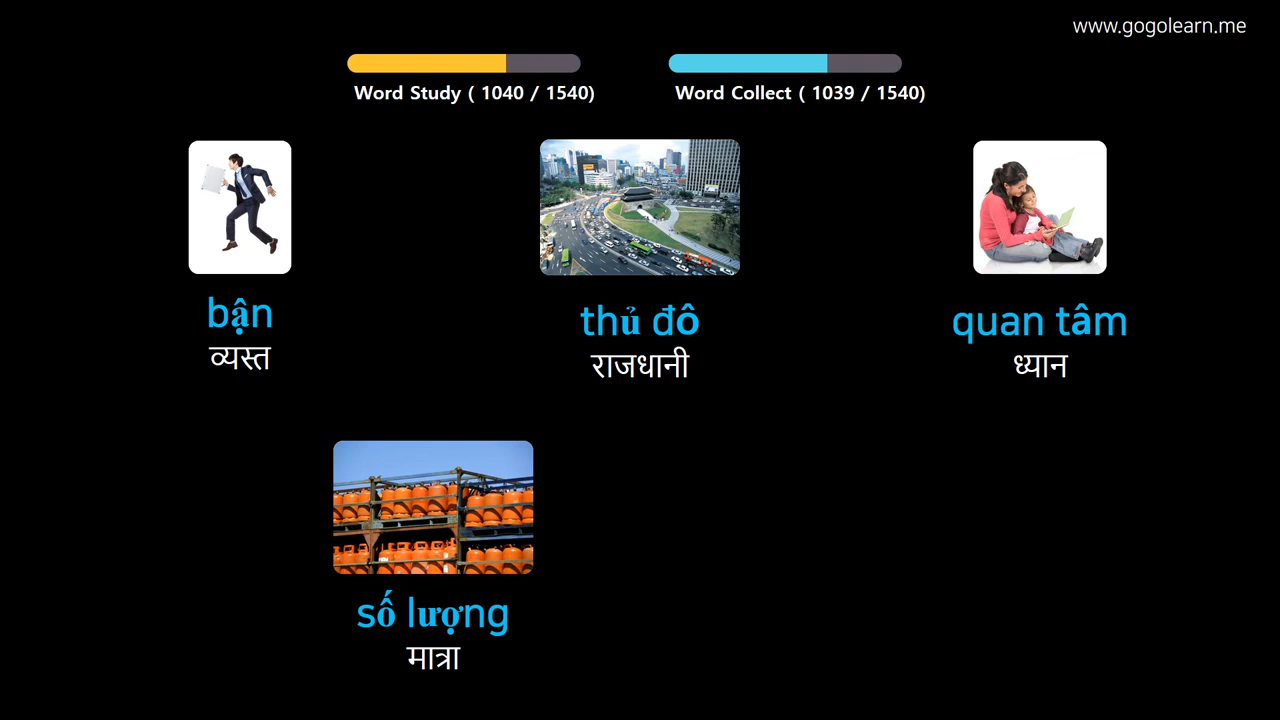 www.gogolearn.me
Word Study ( 1040 / 1540)
Word Collect ( 1039 / 1540)
bận
व्यस्त
thủ đô
राजधानी
quan tâm
ध्यान
số lượng
मात्रा